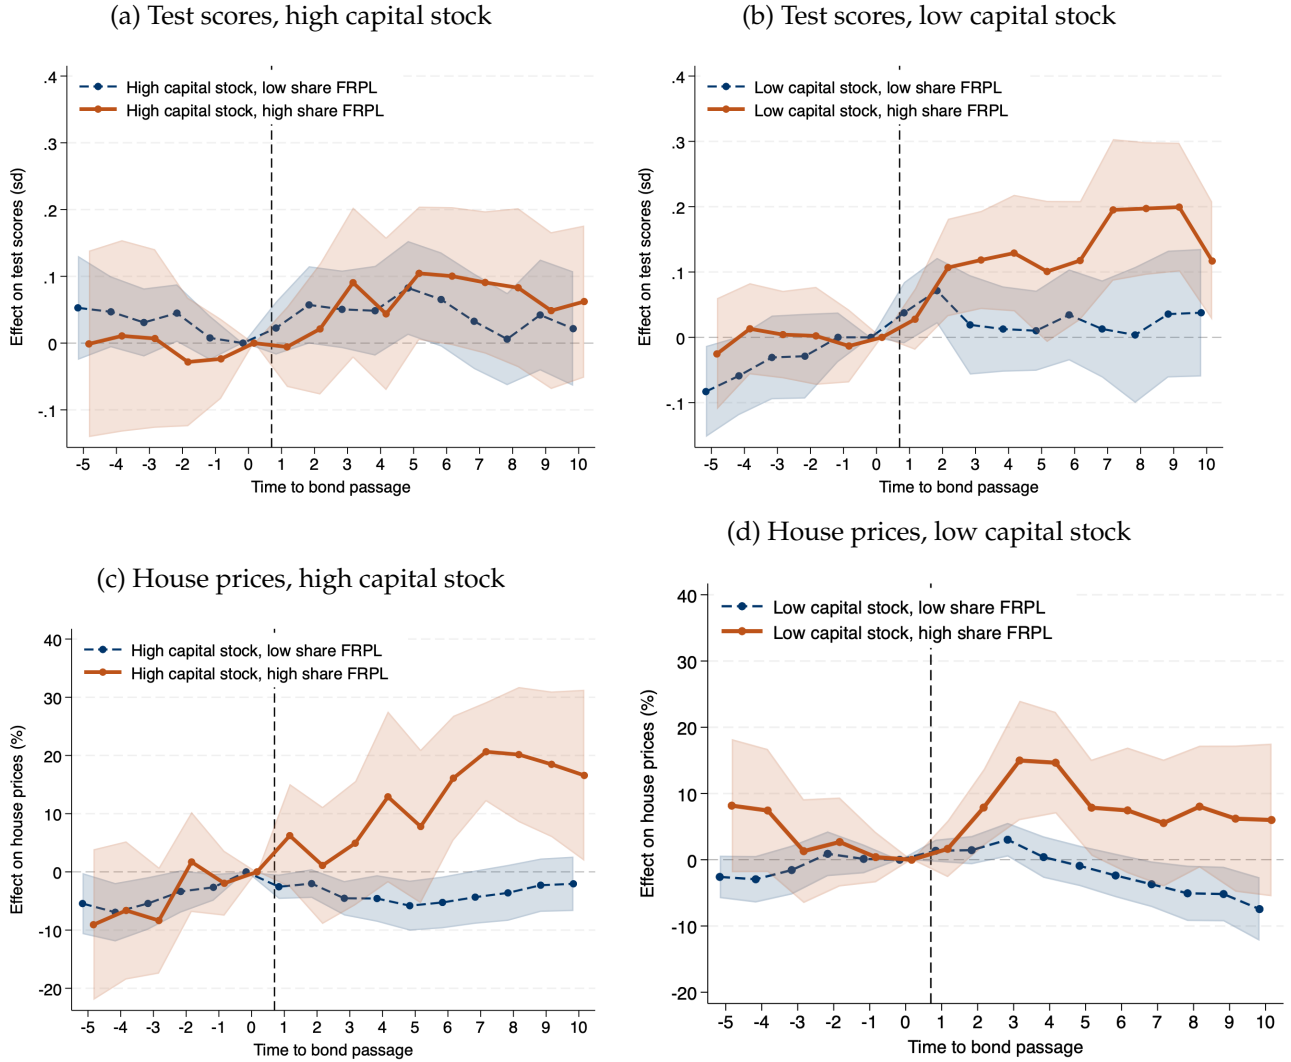 (a) Test scores, high capital stock
High capital stock, low share FRPL
High capital stock, high share FRPL
Effect on test scores (sd)
.4
.3
.2
.1
0
-.1
-5 -4 -3 -2 -1 0 1 2 3 4 5 6 7 8 9 10
Time to bond passage
(b) Test scores, low capital stock
Low capital stock, low share FRPL
Low capital stock, high share FRPL
Effect on test scores (sd)
.4
.3
.2
.1
0
-.1
-5 -4 -3 -2 -1 0 1 2 3 4 5 6 7 8 9 10
Time to bond passage
(c) House prices, high capital stock
High capital stock, low share FRPL
High capital stock, high share FRPL
Effect on house prices (%)
40
30
20
10
0
-10
-20
-5 -4 -3 -2 -1 0 1 2 3 4 5 6 7 8 9 10
Time to bond passage
(d) House prices, low capital stock
Low capital stock, low share FRPL
Low capital stock, high share FRPL
Effect on house prices (%)
40
30
20
10
0
-10
-20
-5 -4 -3 -2 -1 0 1 2 3 4 5 6 7 8 9 10
Time to bond passage